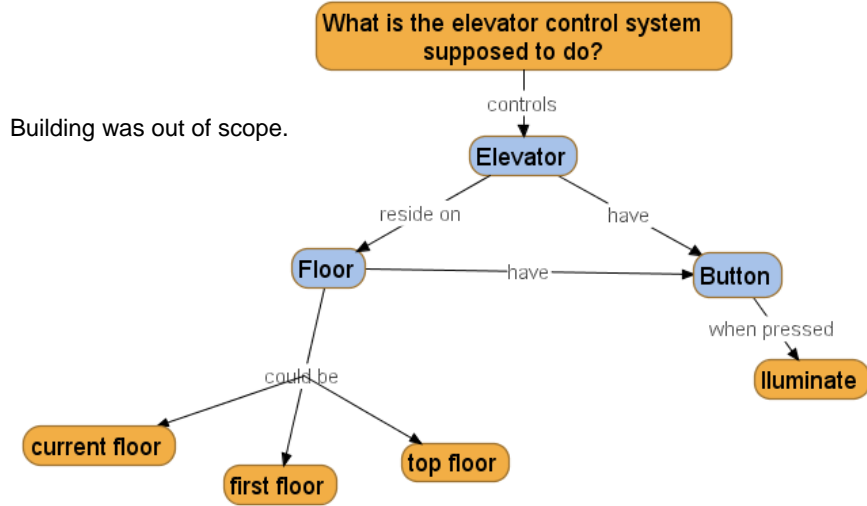 What is the elevator control system
supposed to do?
controls
Building was out of scope.
Elevator
reside on
have
Floor
have
Button
when pressed
Iluminate
could be
current floor
top floor
first floor